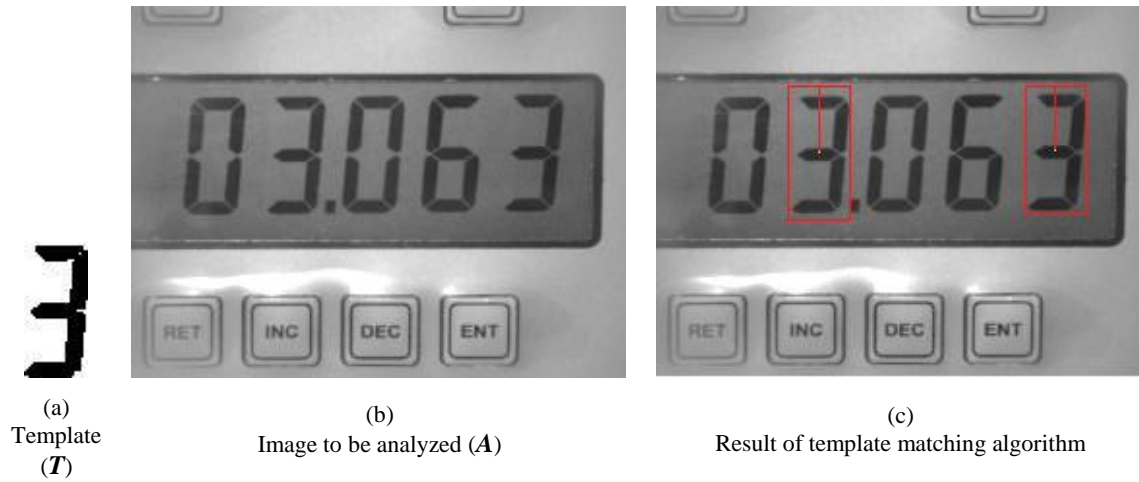 3
03.063
03.063
RET INC DEC ENT
RET INC DEC ENT
(a)
Template
(T)
(b)
Image to be analyzed (A)
(c)
Result of template matching algorithm